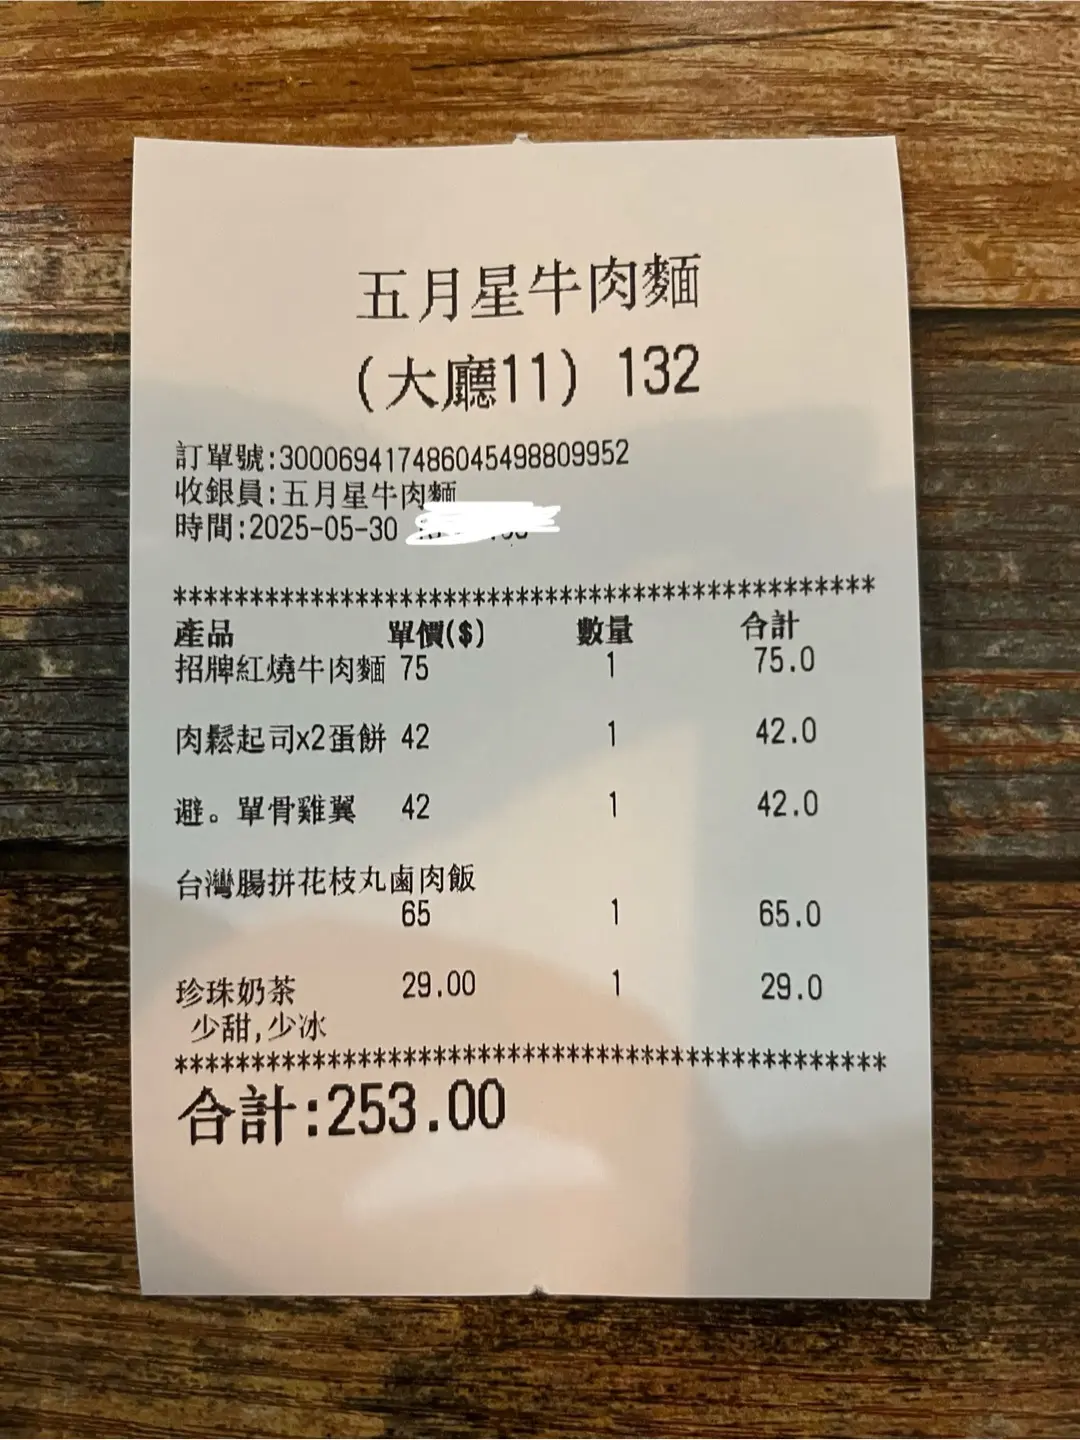 五月星牛肉麵
(大廳11) 132
訂單號:300069417486045498809952
收銀員:五月星牛肉麵
時間:2025-05-30
***********************************************
產品 單價($) 數量 合計
招牌紅燒牛肉麵 75 1 75.0
肉鬆起司x2蛋餅 42 1 42.0
避。單骨雞翼 42 1 42.0
台灣腸拼花枝丸鹵肉飯
65 1 65.0
珍珠奶茶 29.00 1 29.0
少甜,少冰
***********************************************
合計:253.00